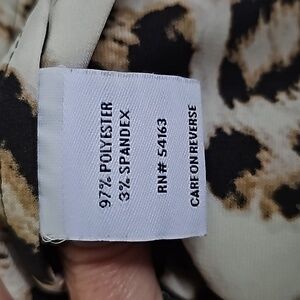 97% POLYESTER
3% SPANDEX
RN# 54163
CARE ON REVERSE